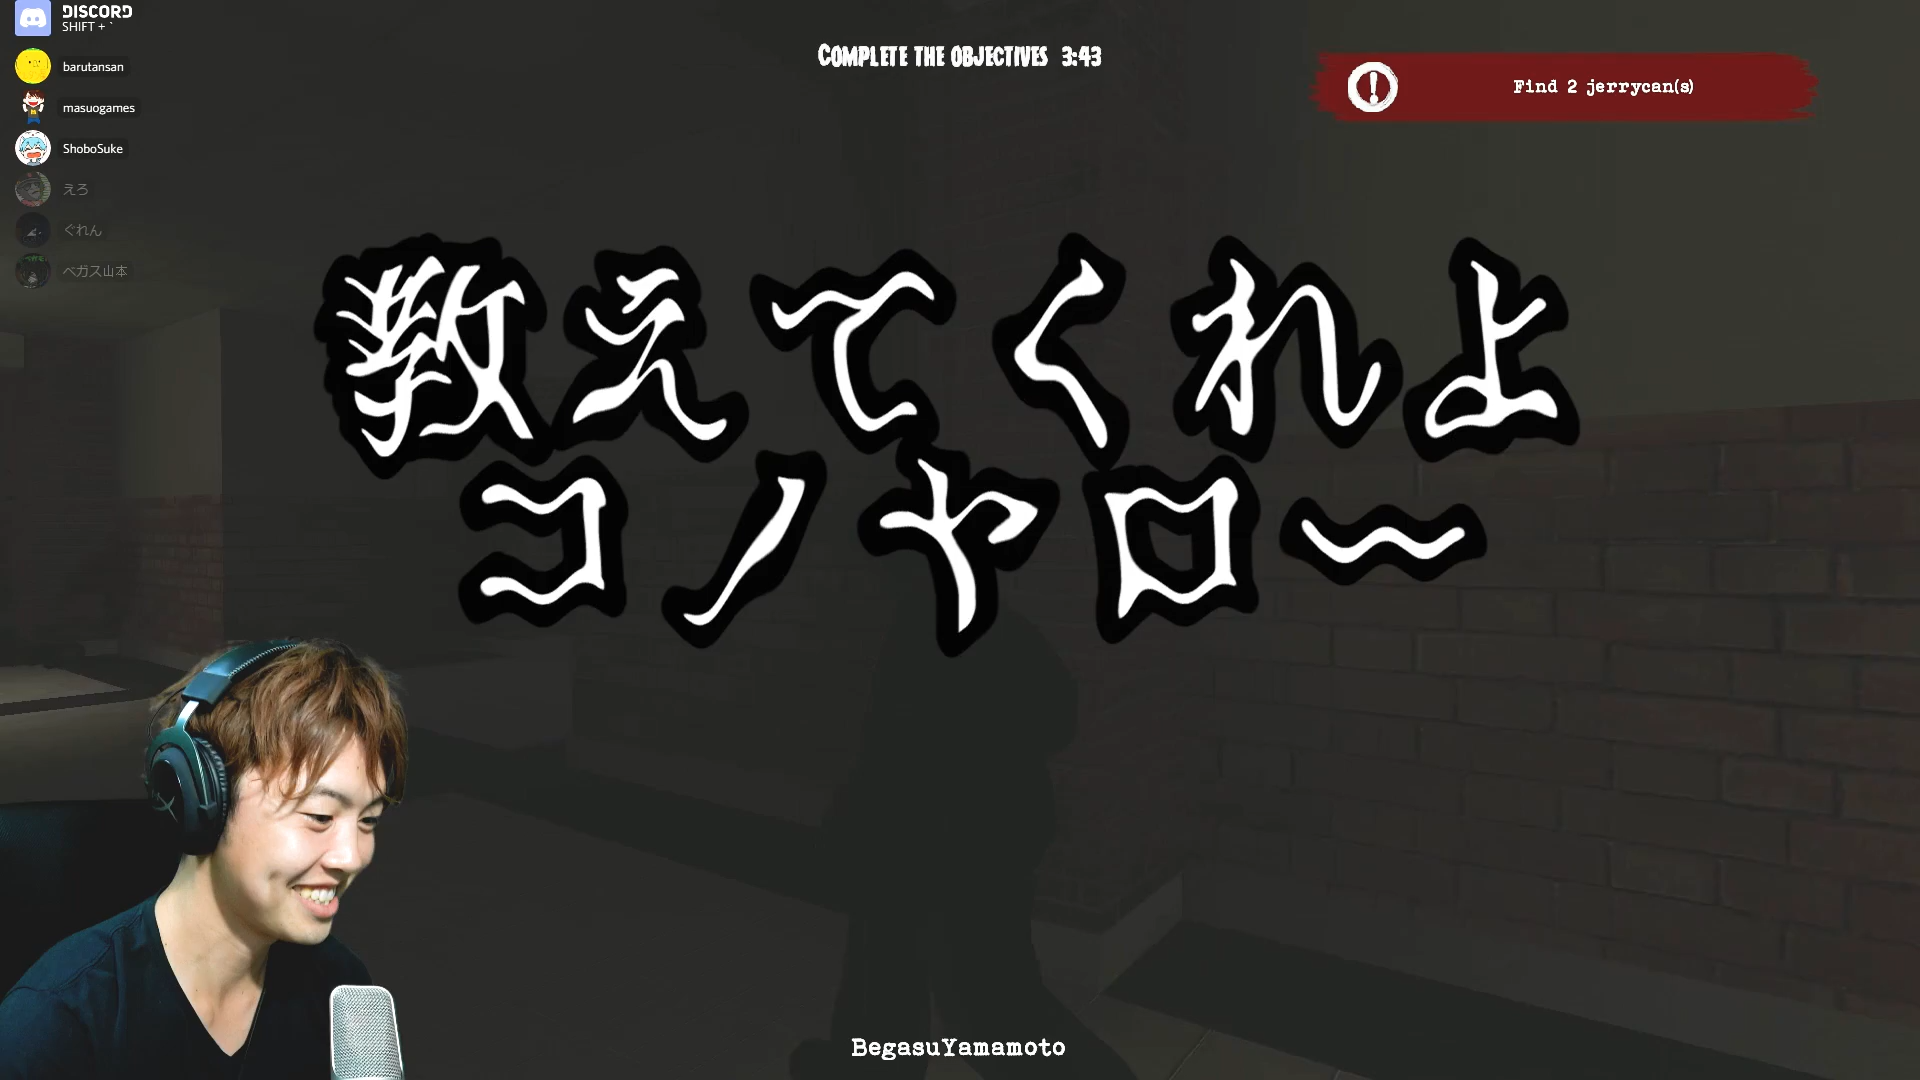 DISCORD
SHIFT + `
barutansan
masuogames
ShoboSuke
えろ
ぐれん
ベガス山本
COMPLETE THE OBJECTIVES 3:43
Find 2 jerrycan(s)
教えてくれよ
コノヤロー
BegasuYamamoto